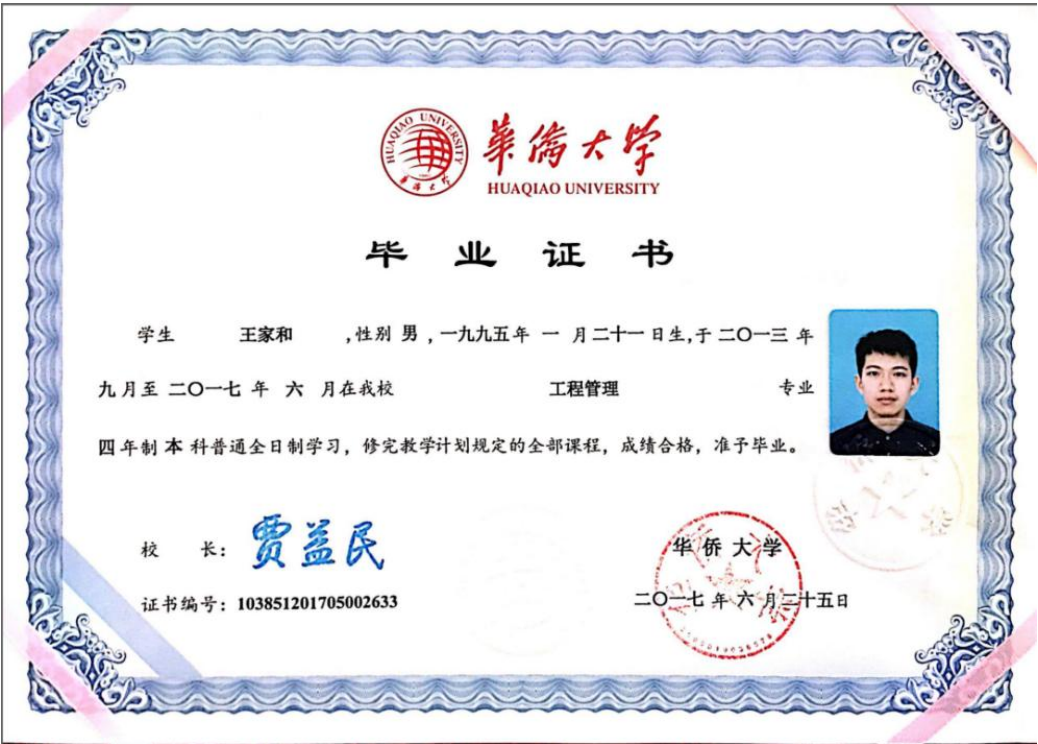 HUAQIAO UNIVERSITY
華僑大学
HUAQIAO UNIVERSITY
毕业证书
学生 王家和 ,性别 男 ,一九九五年 一 月二十一日生,于 二〇一三 年
九月至 二〇一七 年 六 月在我校 工程管理 专业
四年制 本 科普通全日制学习，修完教学计划规定的全部课程，成绩合格，准予毕业。
校 长：贾益民
华侨大学
证书编号：103851201705002633
二〇一七 年 六 月二十五日